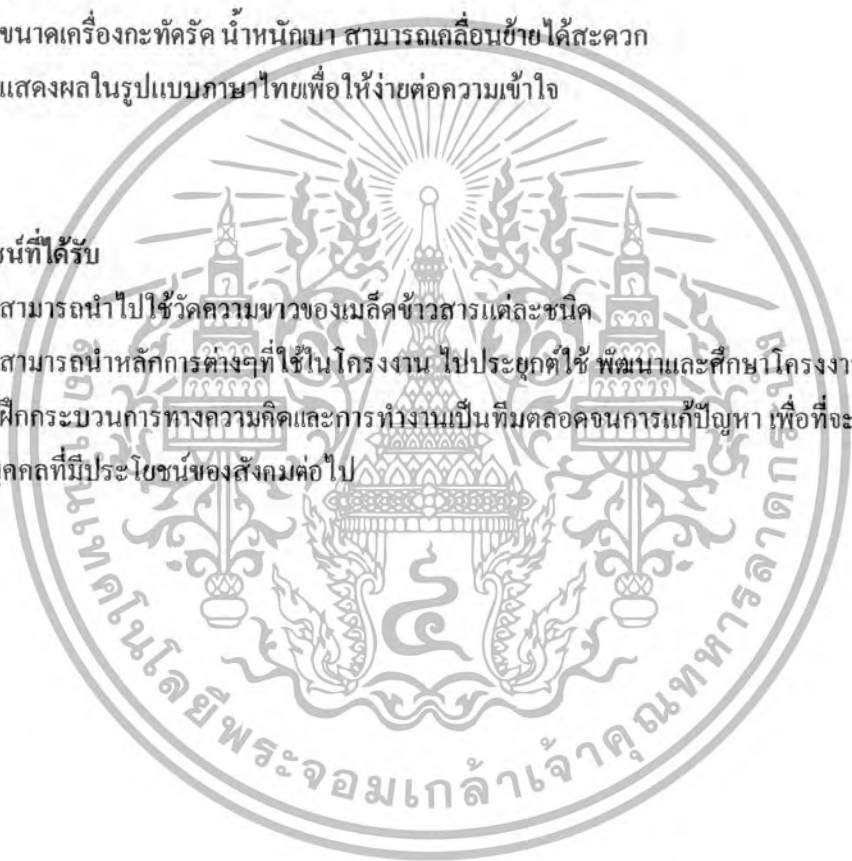 ขนาดเครื่องกะทัดรัด น้ำหนักเบา สามารถเคลื่อนย้ายได้สะดวก
แสดงผลในรูปแบบภาษาไทยเพื่อให้ง่ายต่อความเข้าใจ
ชน์ที่ได้รับ
สามารถนำไปใช้วัดความขาวของเมล็ดข้าวสารแต่ละชนิด
สามารถนำหลักการต่างๆที่ใช้ในโครงงาน ไปประยุกต์ใช้ พัฒนาและศึกษาโครงงาน
ฝึกกระบวนการทางความคิดและการทำงานเป็นทีมตลอดจนการแก้ปัญหา เพื่อที่จะ
ุคคลที่มีประโยชน์ของสังคมต่อไป
สถาบันเทคโนโลยีพระจอมเกล้าเจ้าคุณทหารลาดกระบัง